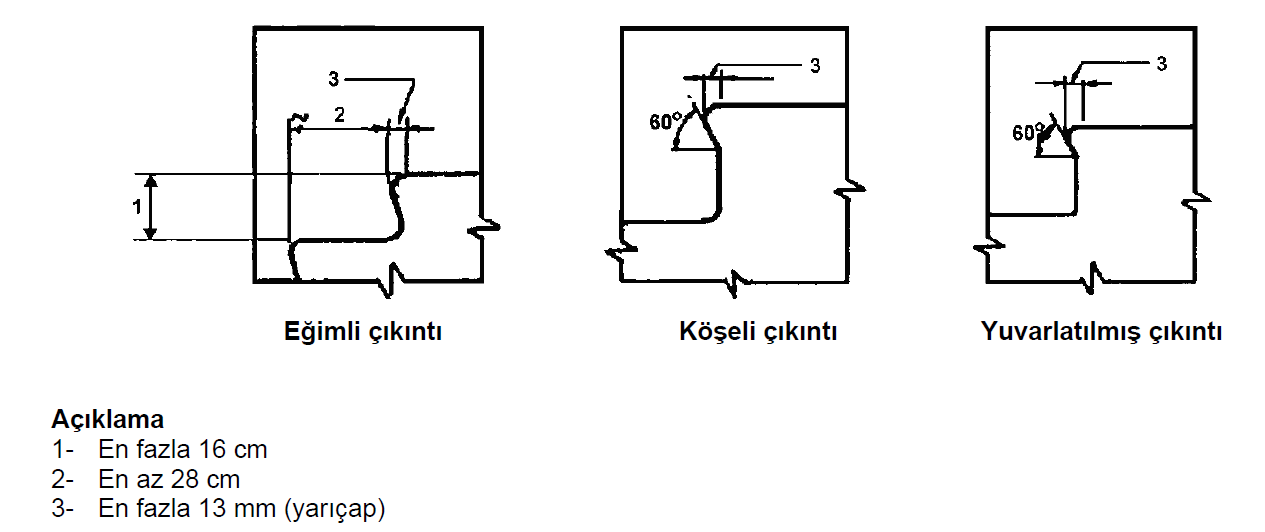 3
2
1
3
60°
3
60°
Eğimli çıkıntı
Köşeli çıkıntı
Yuvarlatılmış çıkıntı
Açıklama
1- En fazla 16 cm
2- En az 28 cm
3- En fazla 13 mm (yarıçap)